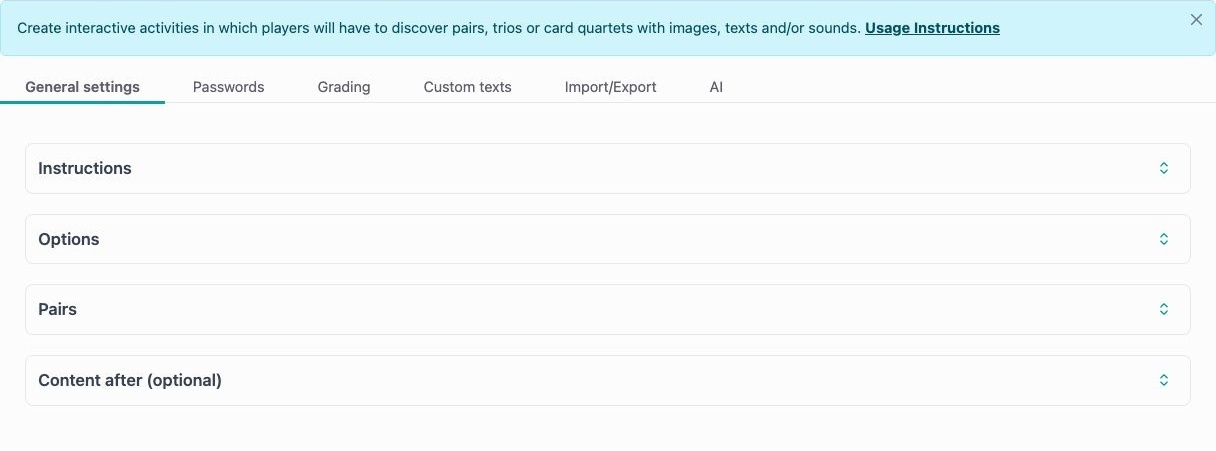 Create interactive activities in which players will have to discover pairs, trios or card quartets with images, texts and/or sounds. Usage Instructions
General settings Passwords Grading Custom texts Import/Export AI
Instructions
Options
Pairs
Content after (optional)